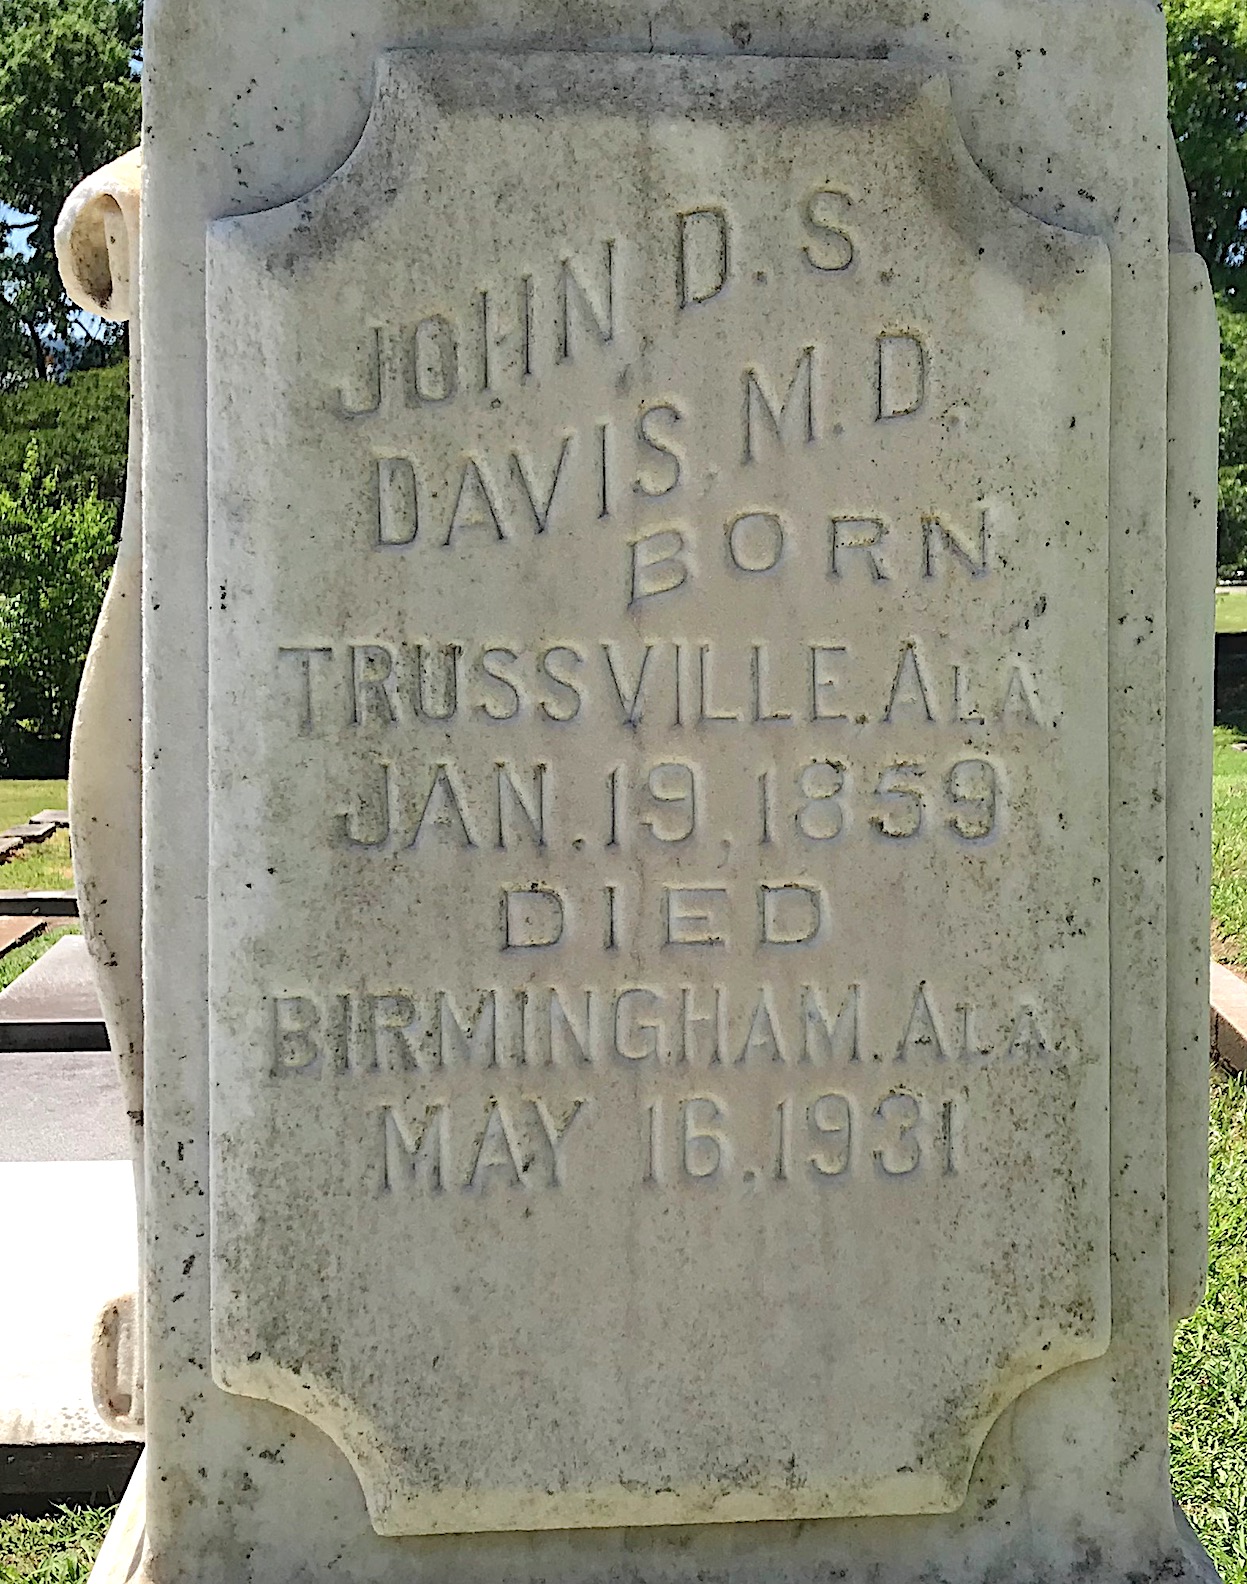 JOHN D. S.
DAVIS, M. D.
BORN
TRUSSVILLE. ALA.
JAN. 19, 1859
DIED
BIRMINGHAM. ALA.
MAY 16, 1931